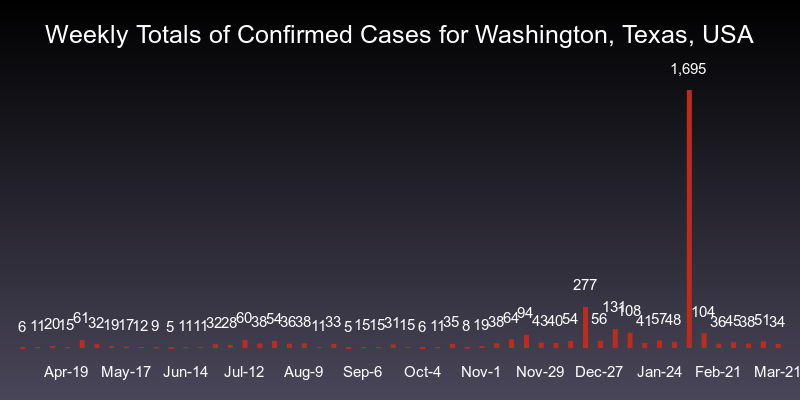 Weekly Totals of Confirmed Cases for Washington, Texas, USA
1,695
277
6 11 20 15 61 32 19 17 12 9 5 11 11 32 28 60 38 54 36 38 11 33 5 15 15 31 15 6 11 35 8 19 38 64 94 43 40 54 56 131 108 41 57 48 104 36 45 38 51 34
Apr-19 May-17 Jun-14 Jul-12 Aug-9 Sep-6 Oct-4 Nov-1 Nov-29 Dec-27 Jan-24 Feb-21 Mar-21